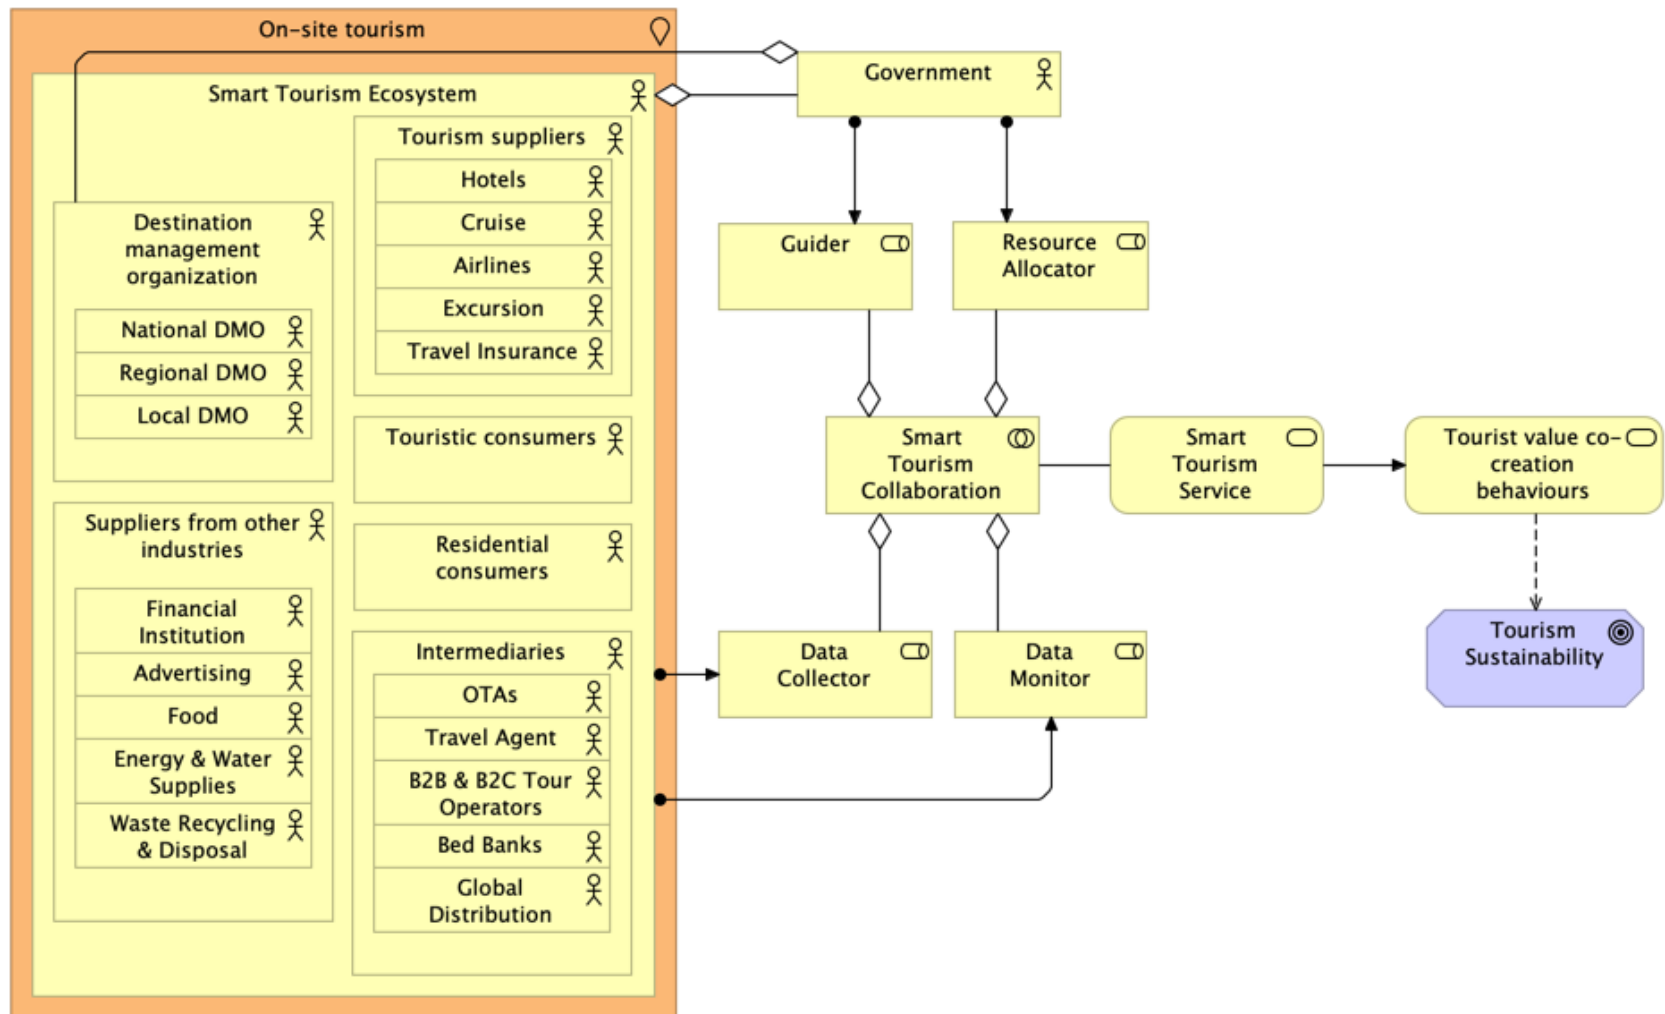 On-site tourism
Smart Tourism Ecosystem
Destination
management
organization
National DMO
Regional DMO
Local DMO
Suppliers from other
industries
Financial
Institution
Advertising
Food
Energy & Water
Supplies
Waste Recycling
& Disposal
Tourism suppliers
Hotels
Cruise
Airlines
Excursion
Travel Insurance
Touristic consumers
Residential
consumers
Intermediaries
OTAs
Travel Agent
B2B & B2C Tour
Operators
Bed Banks
Global
Distribution
Government
Guider
Resource
Allocator
Smart
Tourism
Collaboration
Data
Collector
Data
Monitor
Smart
Tourism
Service
Tourist value co-
creation
behaviours
Tourism
Sustainability